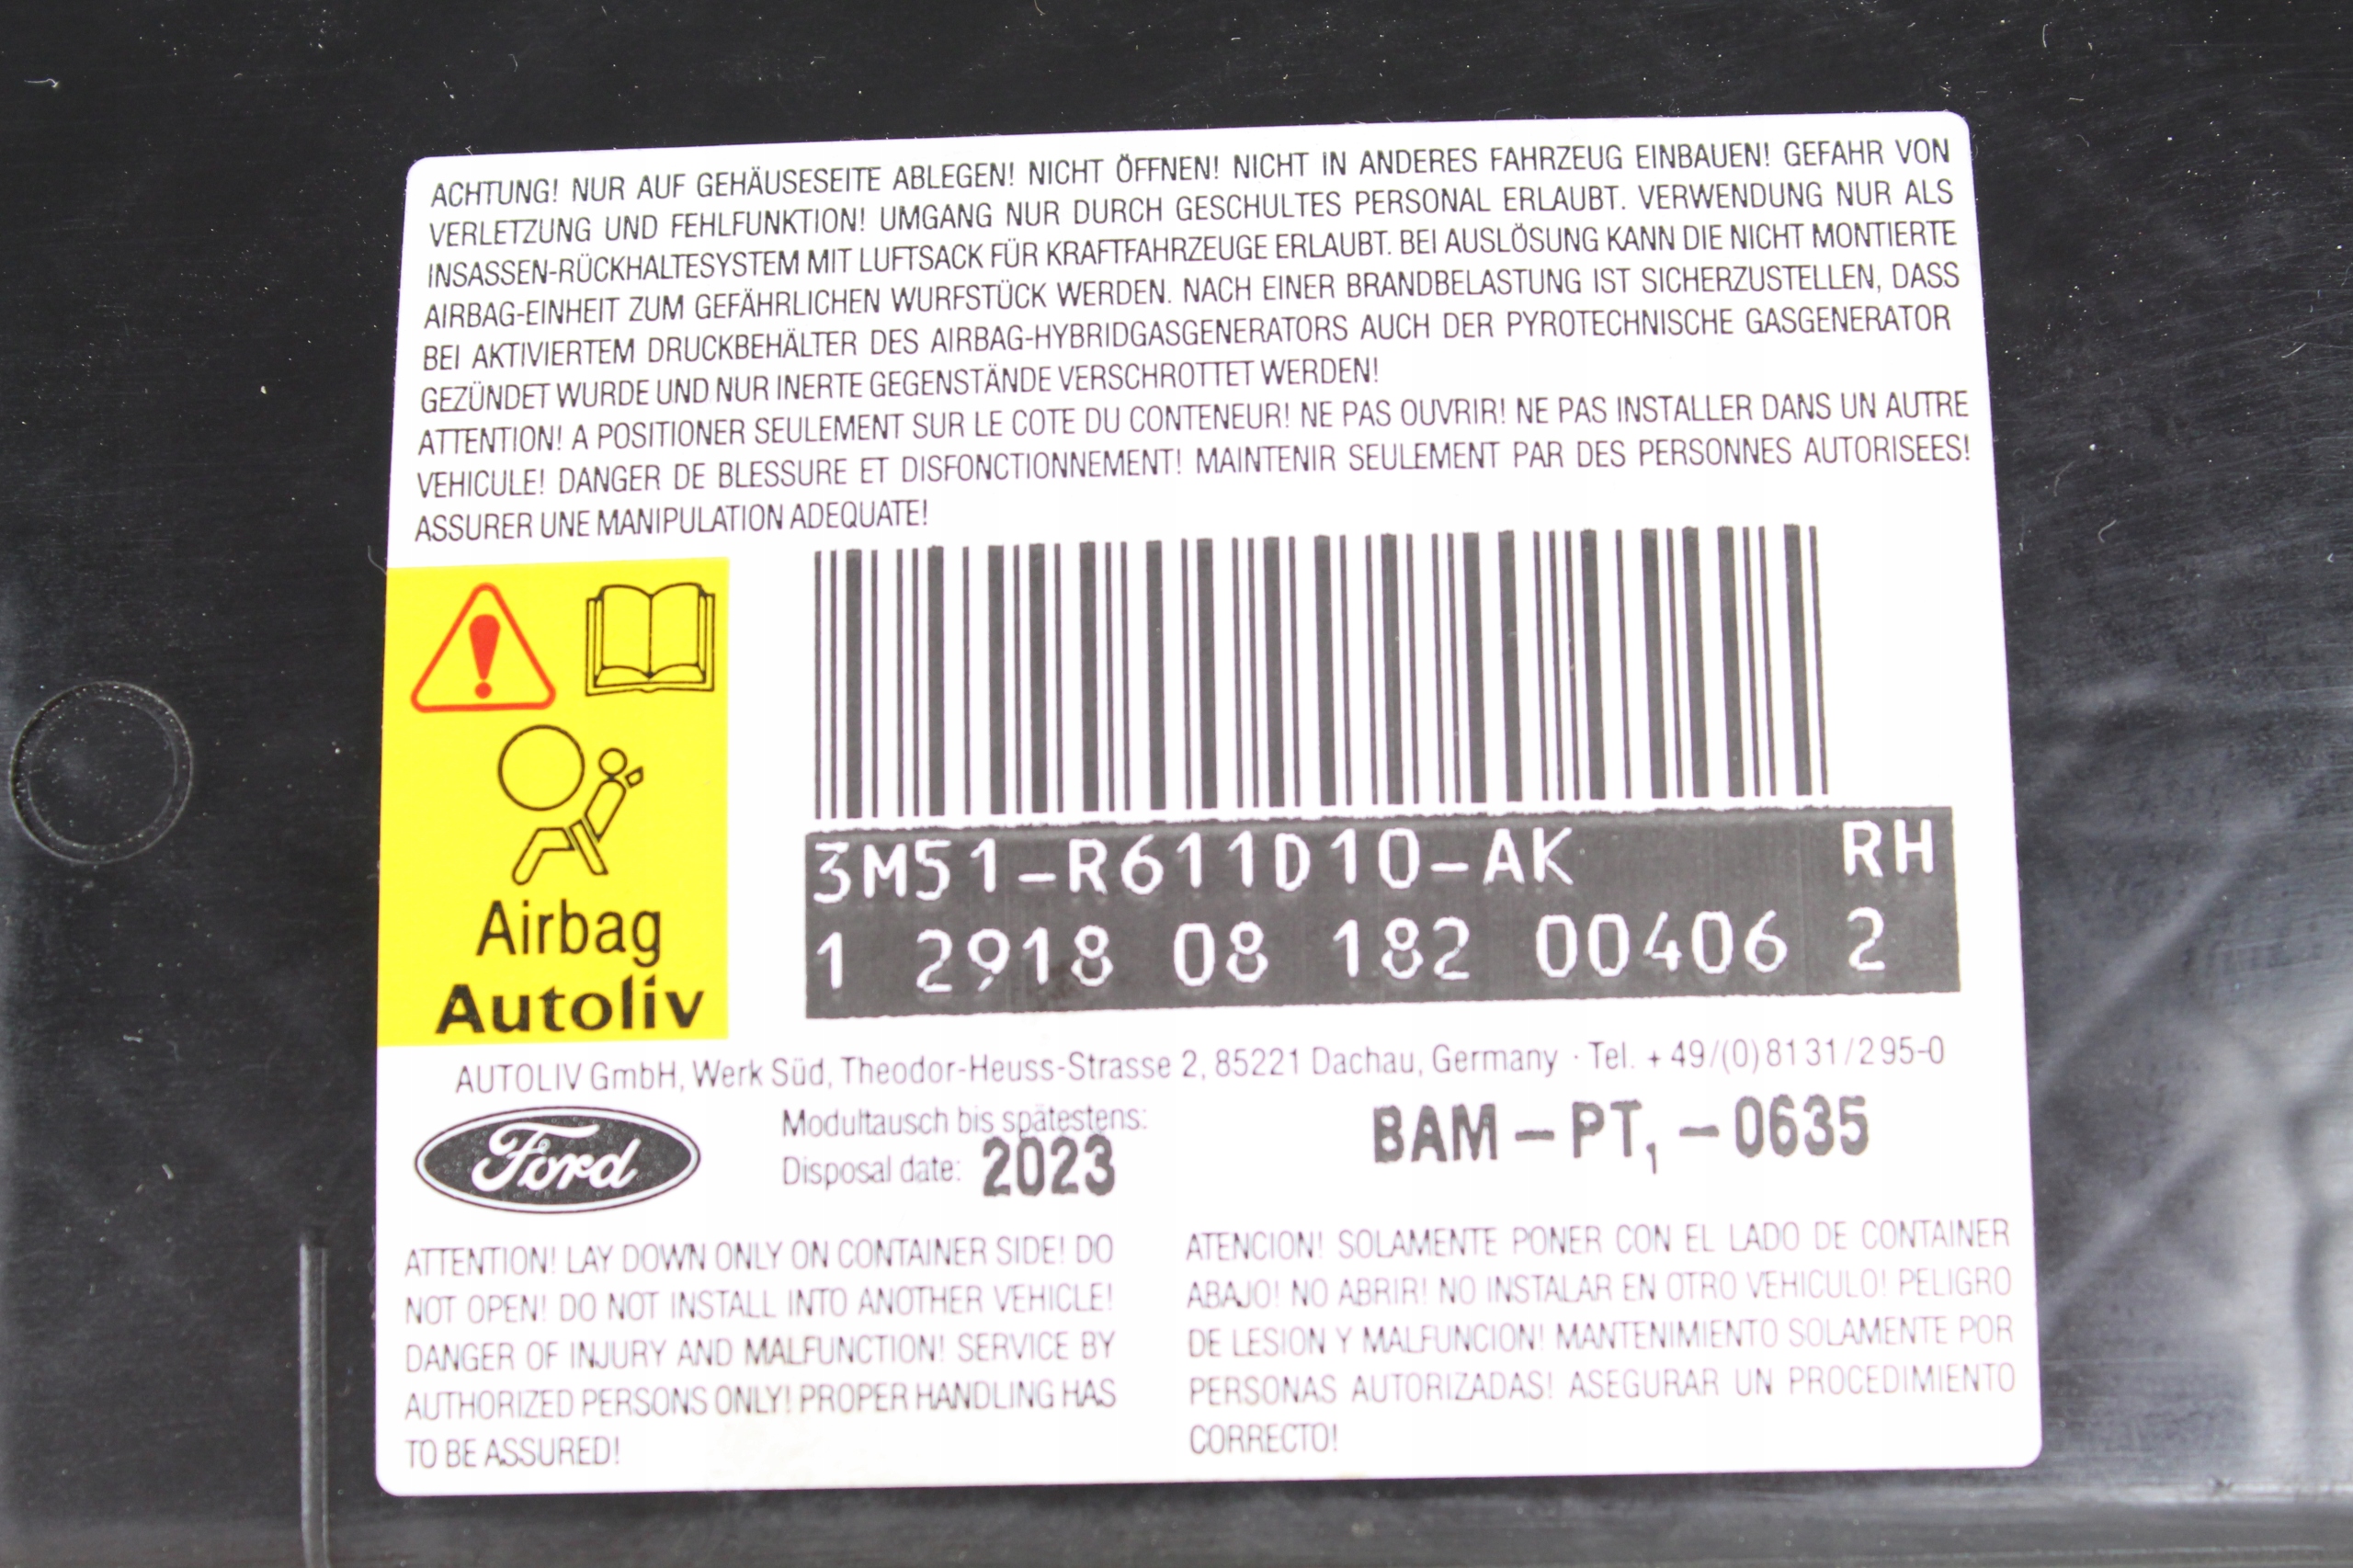 ACHTUNG! NUR AUF GEHÄUSESEITE ABLEGEN! NICHT ÖFFNEN! NICHT IN ANDERES FAHRZEUG EINBAUEN! GEFAHR VON
VERLETZUNG UND FEHLFUNKTION! UMGANG NUR DURCH GESCHULTES PERSONAL ERLAUBT. VERWENDUNG NUR ALS
INSASSEN-RÜCKHALTESYSTEM MIT LUFTSACK FÜR KRAFTFAHRZEUGE ERLAUBT. BEI AUSLÖSUNG KANN DIE NICHT MONTIERTE
AIRBAG-EINHEIT ZUM GEFÄHRLICHEN WURFSTÜCK WERDEN. NACH EINER BRANDBELASTUNG IST SICHERZUSTELLEN, DASS
BEI AKTIVIERTEM DRUCKBEHÄLTER DES AIRBAG-HYBRIDGASGENERATORS AUCH DER PYROTECHNISCHE GASGENERATOR
GEZÜNDET WURDE UND NUR INERTE GEGENSTÄNDE VERSCHROTTET WERDEN!
ATTENTION! A POSITIONER SEULEMENT SUR LE COTE DU CONTENEUR! NE PAS OUVRIR! NE PAS INSTALLER DANS UN AUTRE
VEHICULE! DANGER DE BLESSURE ET DISFONCTIONNEMENT! MAINTENIR SEULEMENT PAR DES PERSONNES AUTORISEES!
ASSURER UNE MANIPULATION ADEQUATE!
Airbag
Autoliv
3M51-R611D10-AK RH
1 2918 08 182 00406 2
AUTOLIV GmbH, Werk Süd, Theodor-Heuss-Strasse 2, 85221 Dachau, Germany · Tel. +49/(0)8131/295-0
Ford
Modultausch bis spätestens:
Disposal date: 2023
BAM-PT1-0635
ATTENTION! LAY DOWN ONLY ON CONTAINER SIDE! DO
NOT OPEN! DO NOT INSTALL INTO ANOTHER VEHICLE!
DANGER OF INJURY AND MALFUNCTION! SERVICE BY
AUTHORIZED PERSONS ONLY! PROPER HANDLING HAS
TO BE ASSURED!
ATENCION! SOLAMENTE PONER CON EL LADO DE CONTAINER
ABAJO! NO ABRIR! NO INSTALAR EN OTRO VEHICULO! PELIGRO
DE LESION Y MALFUNCION! MANTENIMIENTO SOLAMENTE POR
PERSONAS AUTORIZADAS! ASEGURAR UN PROCEDIMIENTO
CORRECTO!